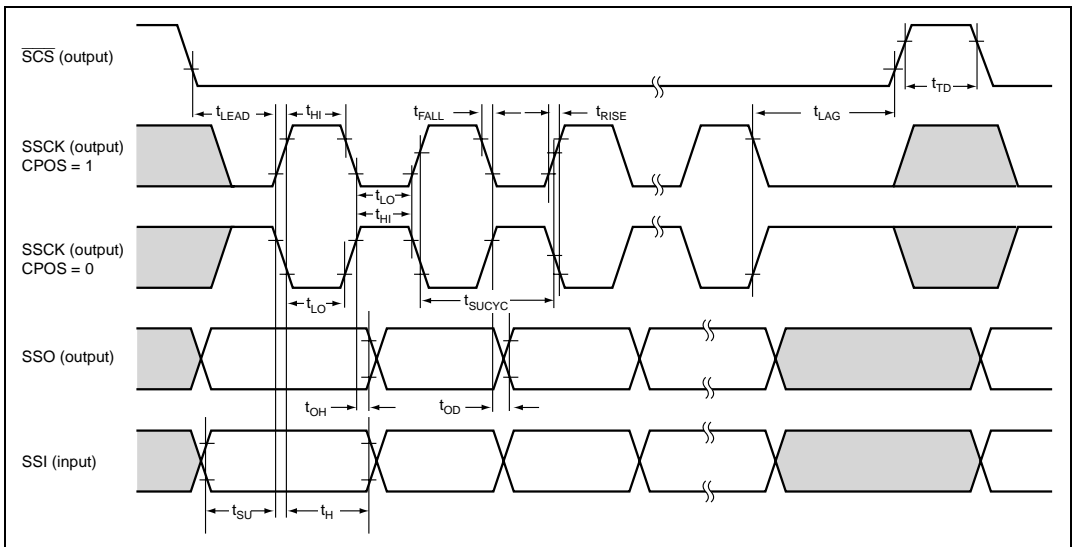 SCS (output)
tTD
tLEAD
tHI
tFALL
tRISE
tLAG
SSCK (output)
CPOS = 1
tLO
tHI
SSCK (output)
CPOS = 0
tLO
tSUCYC
SSO (output)
tOH
tOD
SSI (input)
tSU
tH